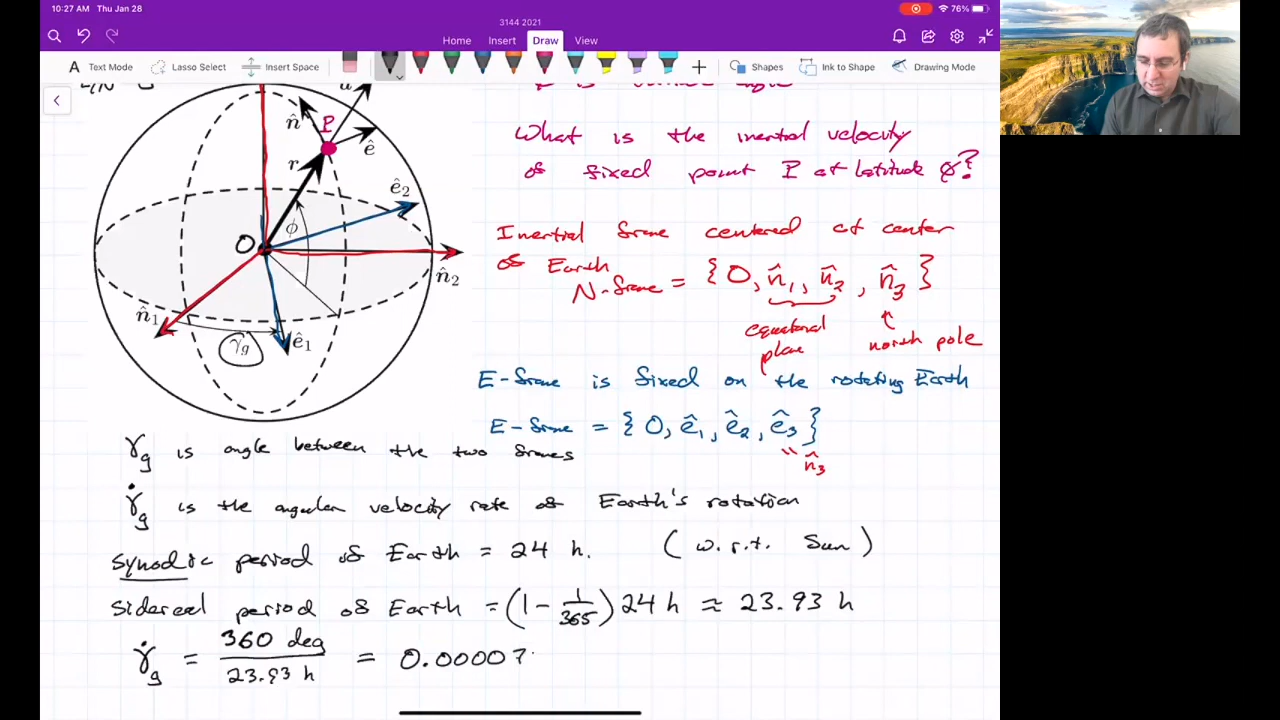 10:27 AM Thu Jan 28
76%
3144 2021
Home Insert Draw View
Text Mode Lasso Select Insert Space Shapes Ink to Shape Drawing Mode
What is the inertial velocity
of fixed point P at latitude φ?
n̂ P
r ê
ê2
O φ
n̂2
n̂1
γg ê1
Inertial frame centered at center
of Earth
N-frame = {O, n̂1, n̂2, n̂3}
equatorial
plane
north pole
E-frame is fixed on the rotating Earth
E-frame = {O, ê1, ê2, ê3}
" n̂3
γg is angle between the two frames
γ̇g is the angular velocity rate of Earth's rotation
Synodic period of Earth = 24 h. (w.r.t. Sun)
Sidereel period of Earth = (1 - 1/365) 24 h ≈ 23.93 h
γ̇g = 360 deg / 23.93 h = 0.00007